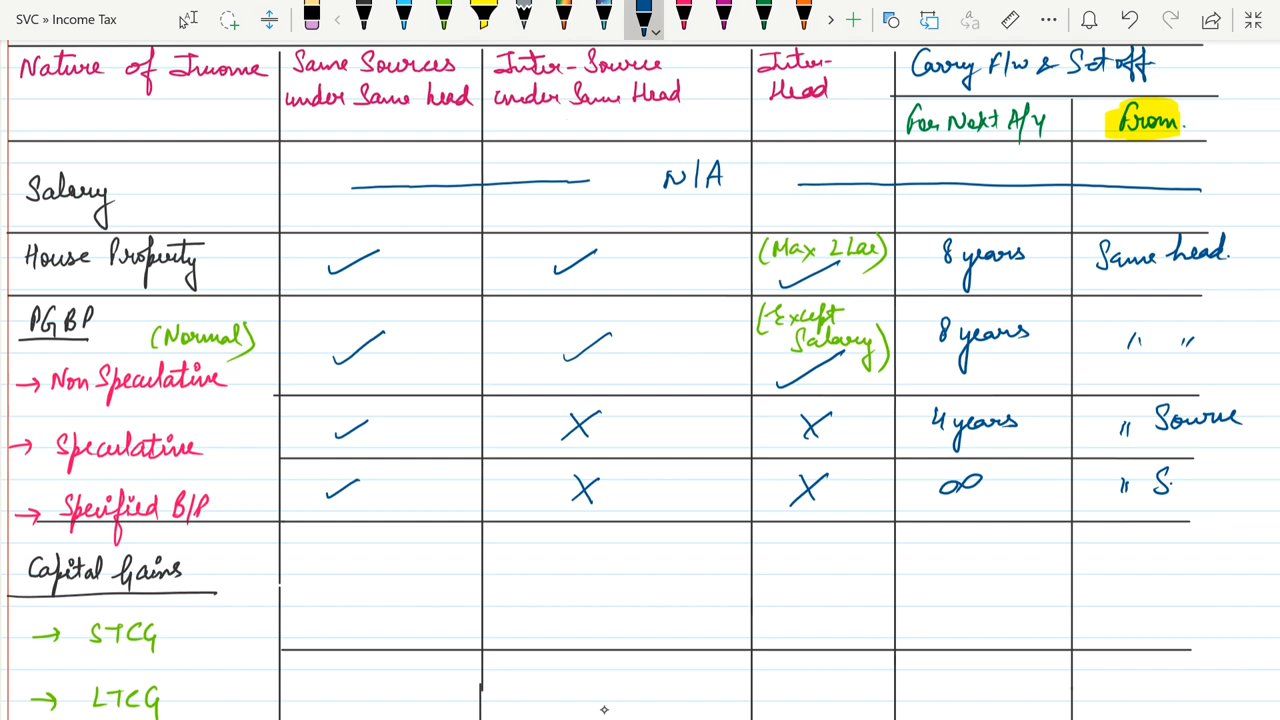 SVC » Income Tax
Nature of Income
Same Sources
under Same head
Inter-Source
under Same Head
Inter-
Head
Carry F/w & Set off
For Next A/Y
From.
Salary
N/A
House Property
(Max 2 Lac)
8 years
Same head.
PGBP
(Normal)
(Except
Salary)
8 years
" "
→ Non Speculative
→ Speculative
4 years
" Source
→ Specified B/P
∞
" S.
Capital Gains
→ STCG
→ LTCG